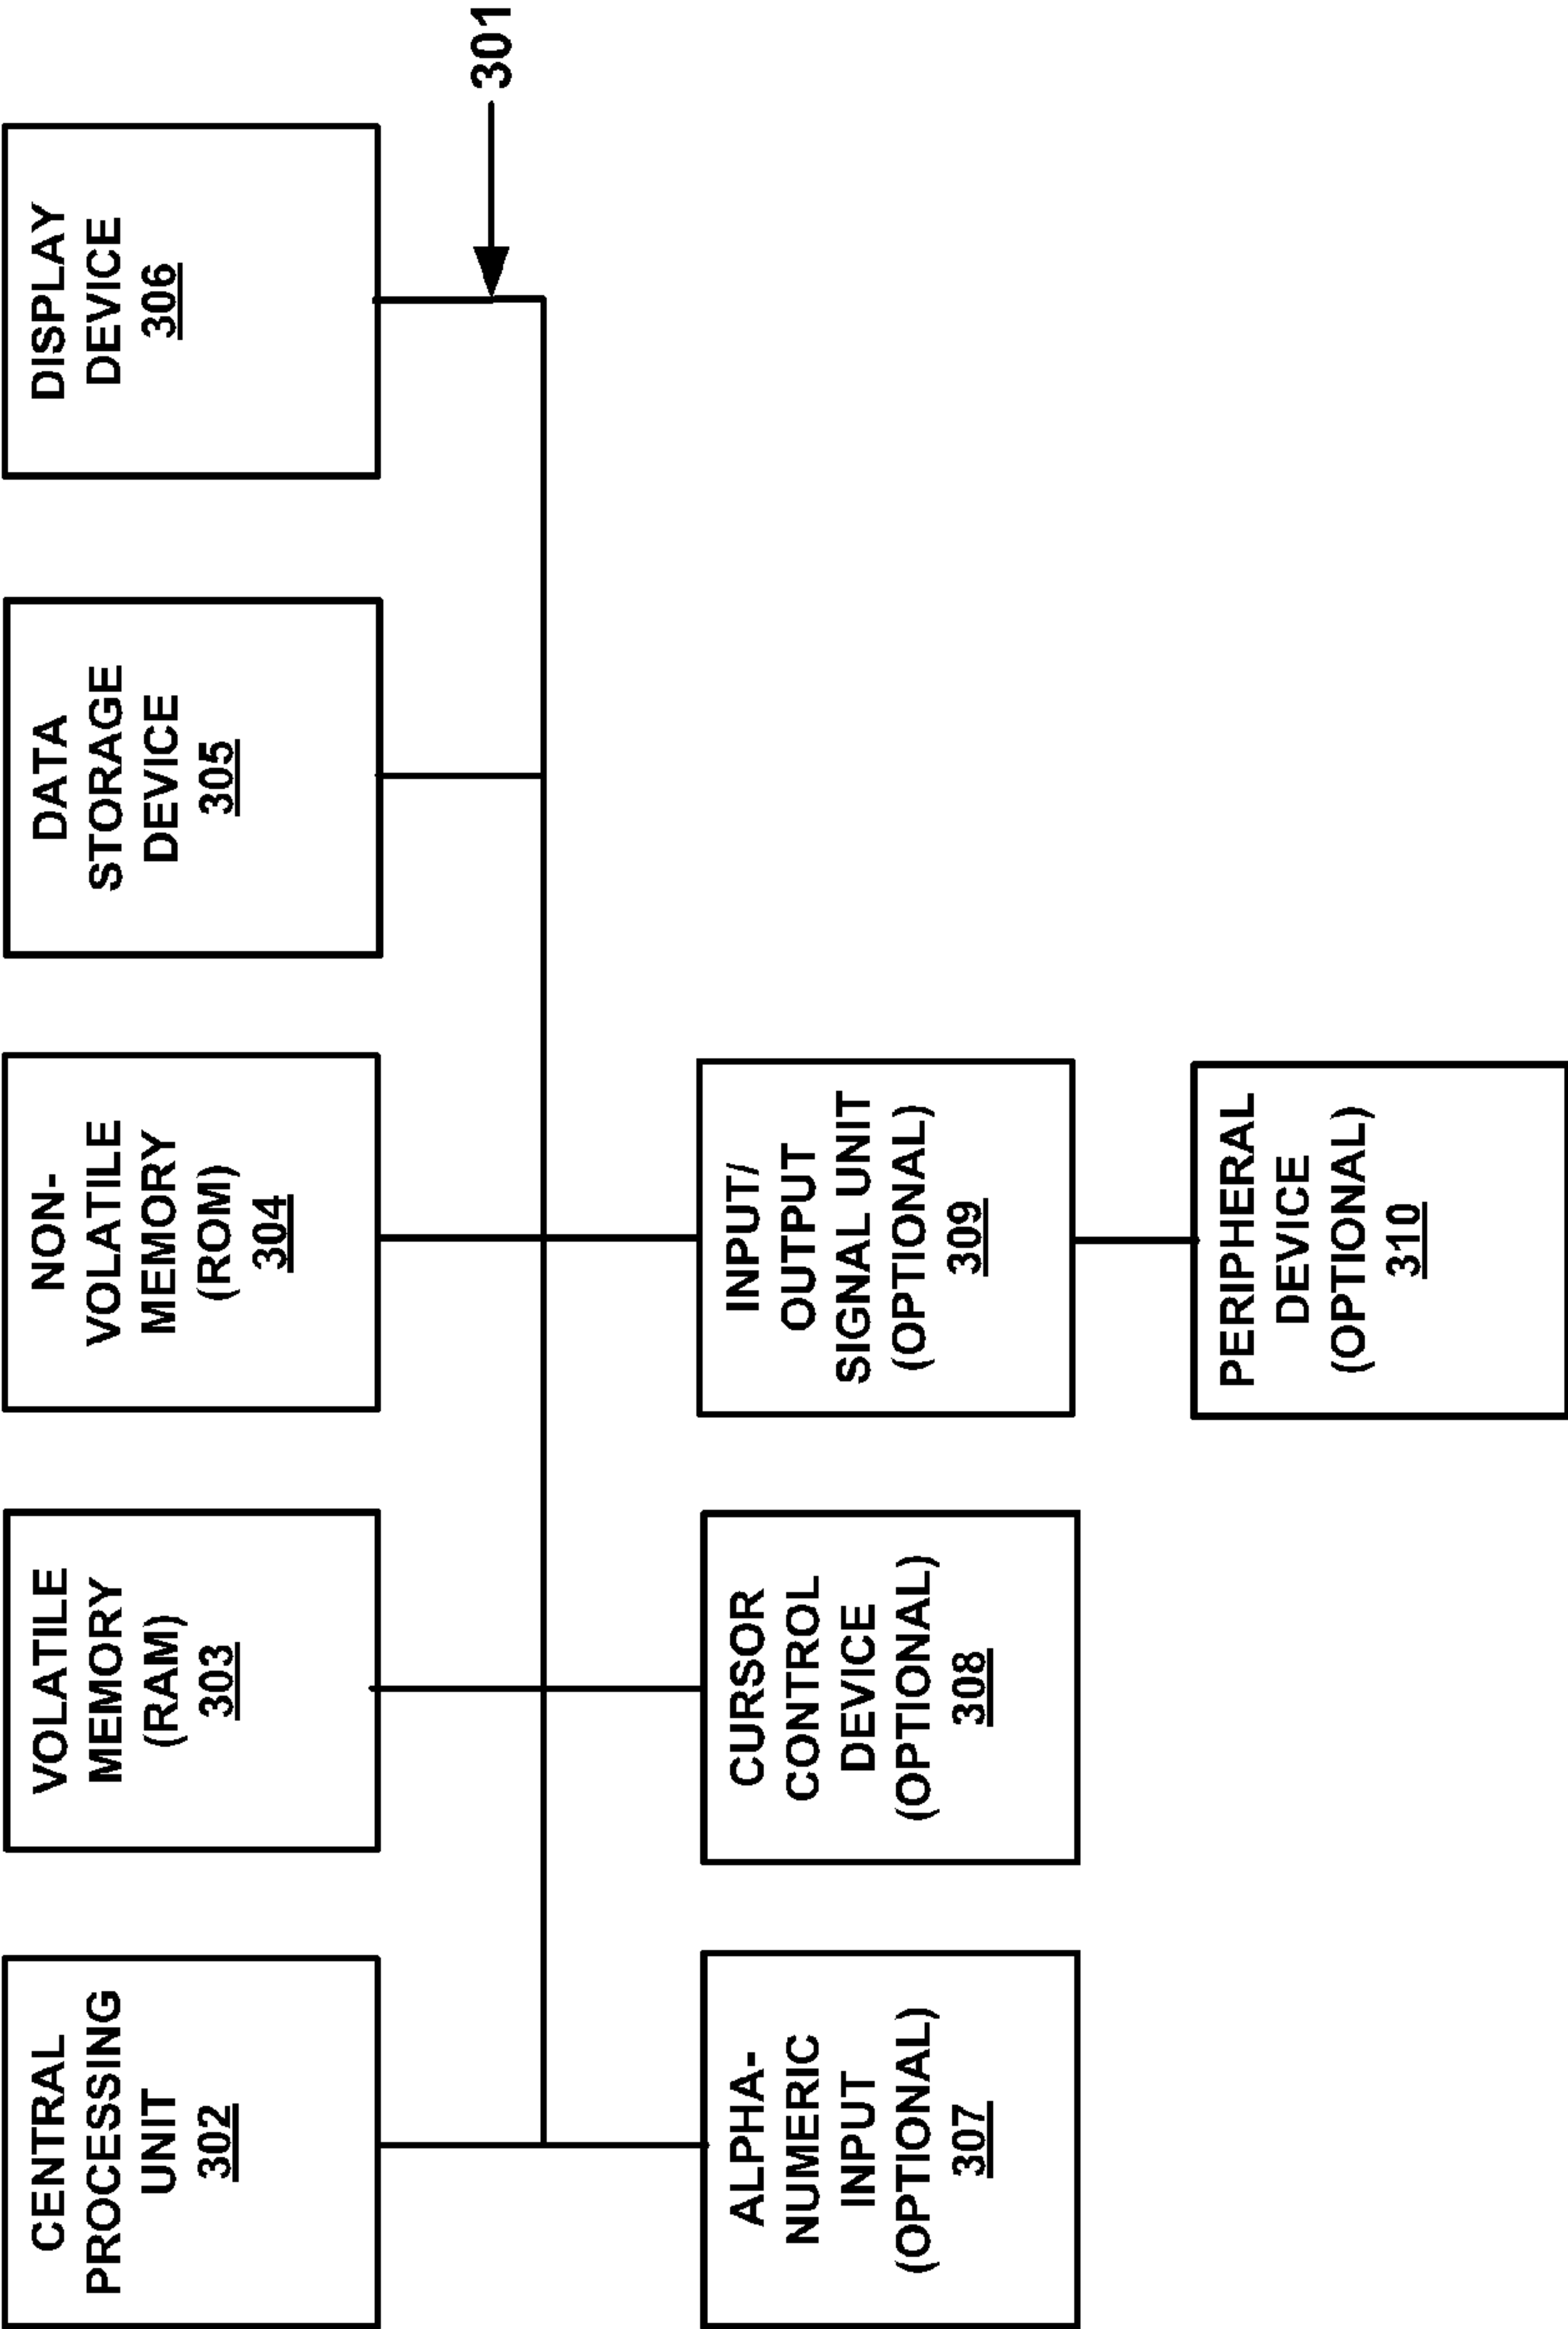 CENTRAL
PROCESSING
UNIT
302
VOLATILE
MEMORY
(RAM)
303
NON-
VOLATILE
MEMORY
(ROM)
304
DATA
STORAGE
DEVICE
305
DISPLAY
DEVICE
306
301
ALPHA-
NUMERIC
INPUT
(OPTIONAL)
307
CURSOR
CONTROL
DEVICE
(OPTIONAL)
308
INPUT/
OUTPUT
SIGNAL UNIT
(OPTIONAL)
309
PERIPHERAL
DEVICE
(OPTIONAL)
310